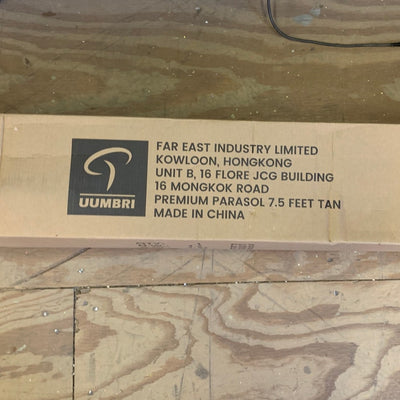 UUMBRI
FAR EAST INDUSTRY LIMITED
KOWLOON, HONGKONG
UNIT B, 16 FLORE JCG BUILDING
16 MONGKOK ROAD
PREMIUM PARASOL 7.5 FEET TAN
MADE IN CHINA